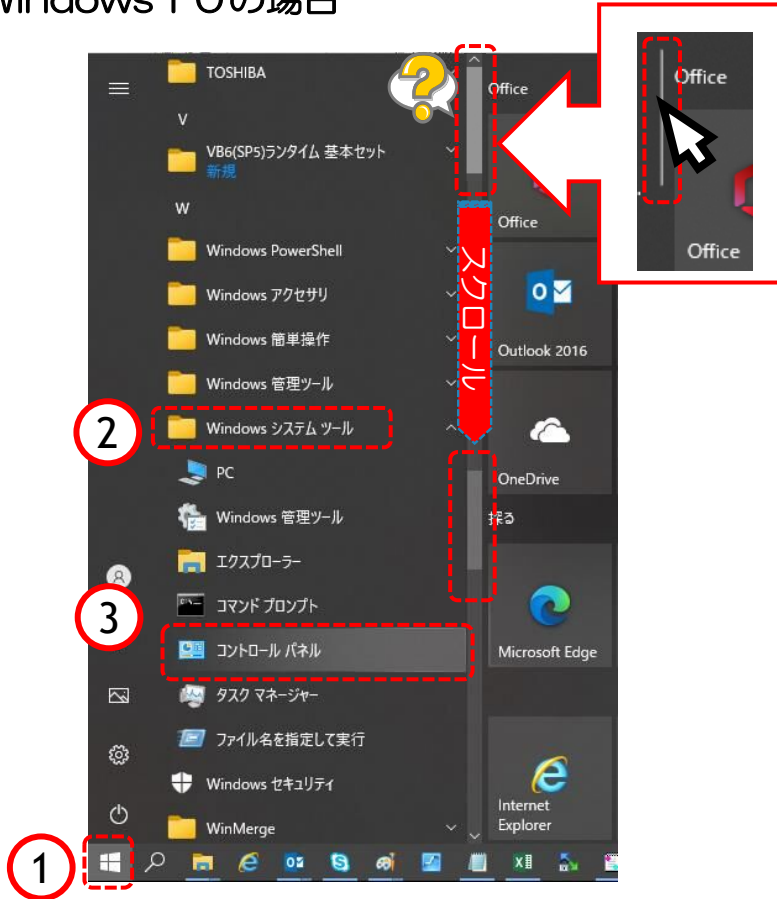 Windows10の場合
TOSHIBA
V
VB6(SP5)ランタイム 基本セット
新規
W
Windows PowerShell
Windows アクセサリ
Windows 簡単操作
Windows 管理ツール
② Windows システム ツール
PC
Windows 管理ツール
エクスプローラー
コマンド プロンプト
③ コントロール パネル
タスク マネージャー
ファイル名を指定して実行
Windows セキュリティ
WinMerge
①
スクロール
Office
Office
Outlook 2016
OneDrive
探る
Microsoft Edge
Internet
Explorer
Office
Office